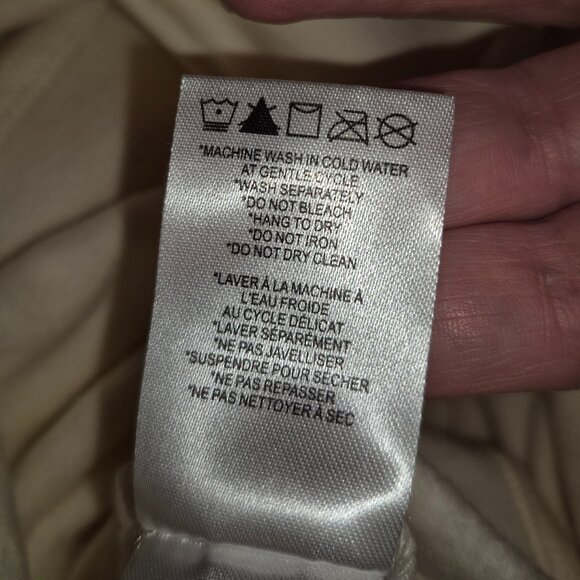 *MACHINE WASH IN COLD WATER
AT GENTLE CYCLE
*WASH SEPARATELY
*DO NOT BLEACH
*HANG TO DRY
*DO NOT IRON
*DO NOT DRY CLEAN
*LAVER À LA MACHINE À
L'EAU FROIDE
AU CYCLE DÉLICAT
*LAVER SÉPAREMENT
*NE PAS JAVELLISER
*SUSPENDRE POUR SÉCHER
*NE PAS REPASSER
*NE PAS NETTOYER À SEC